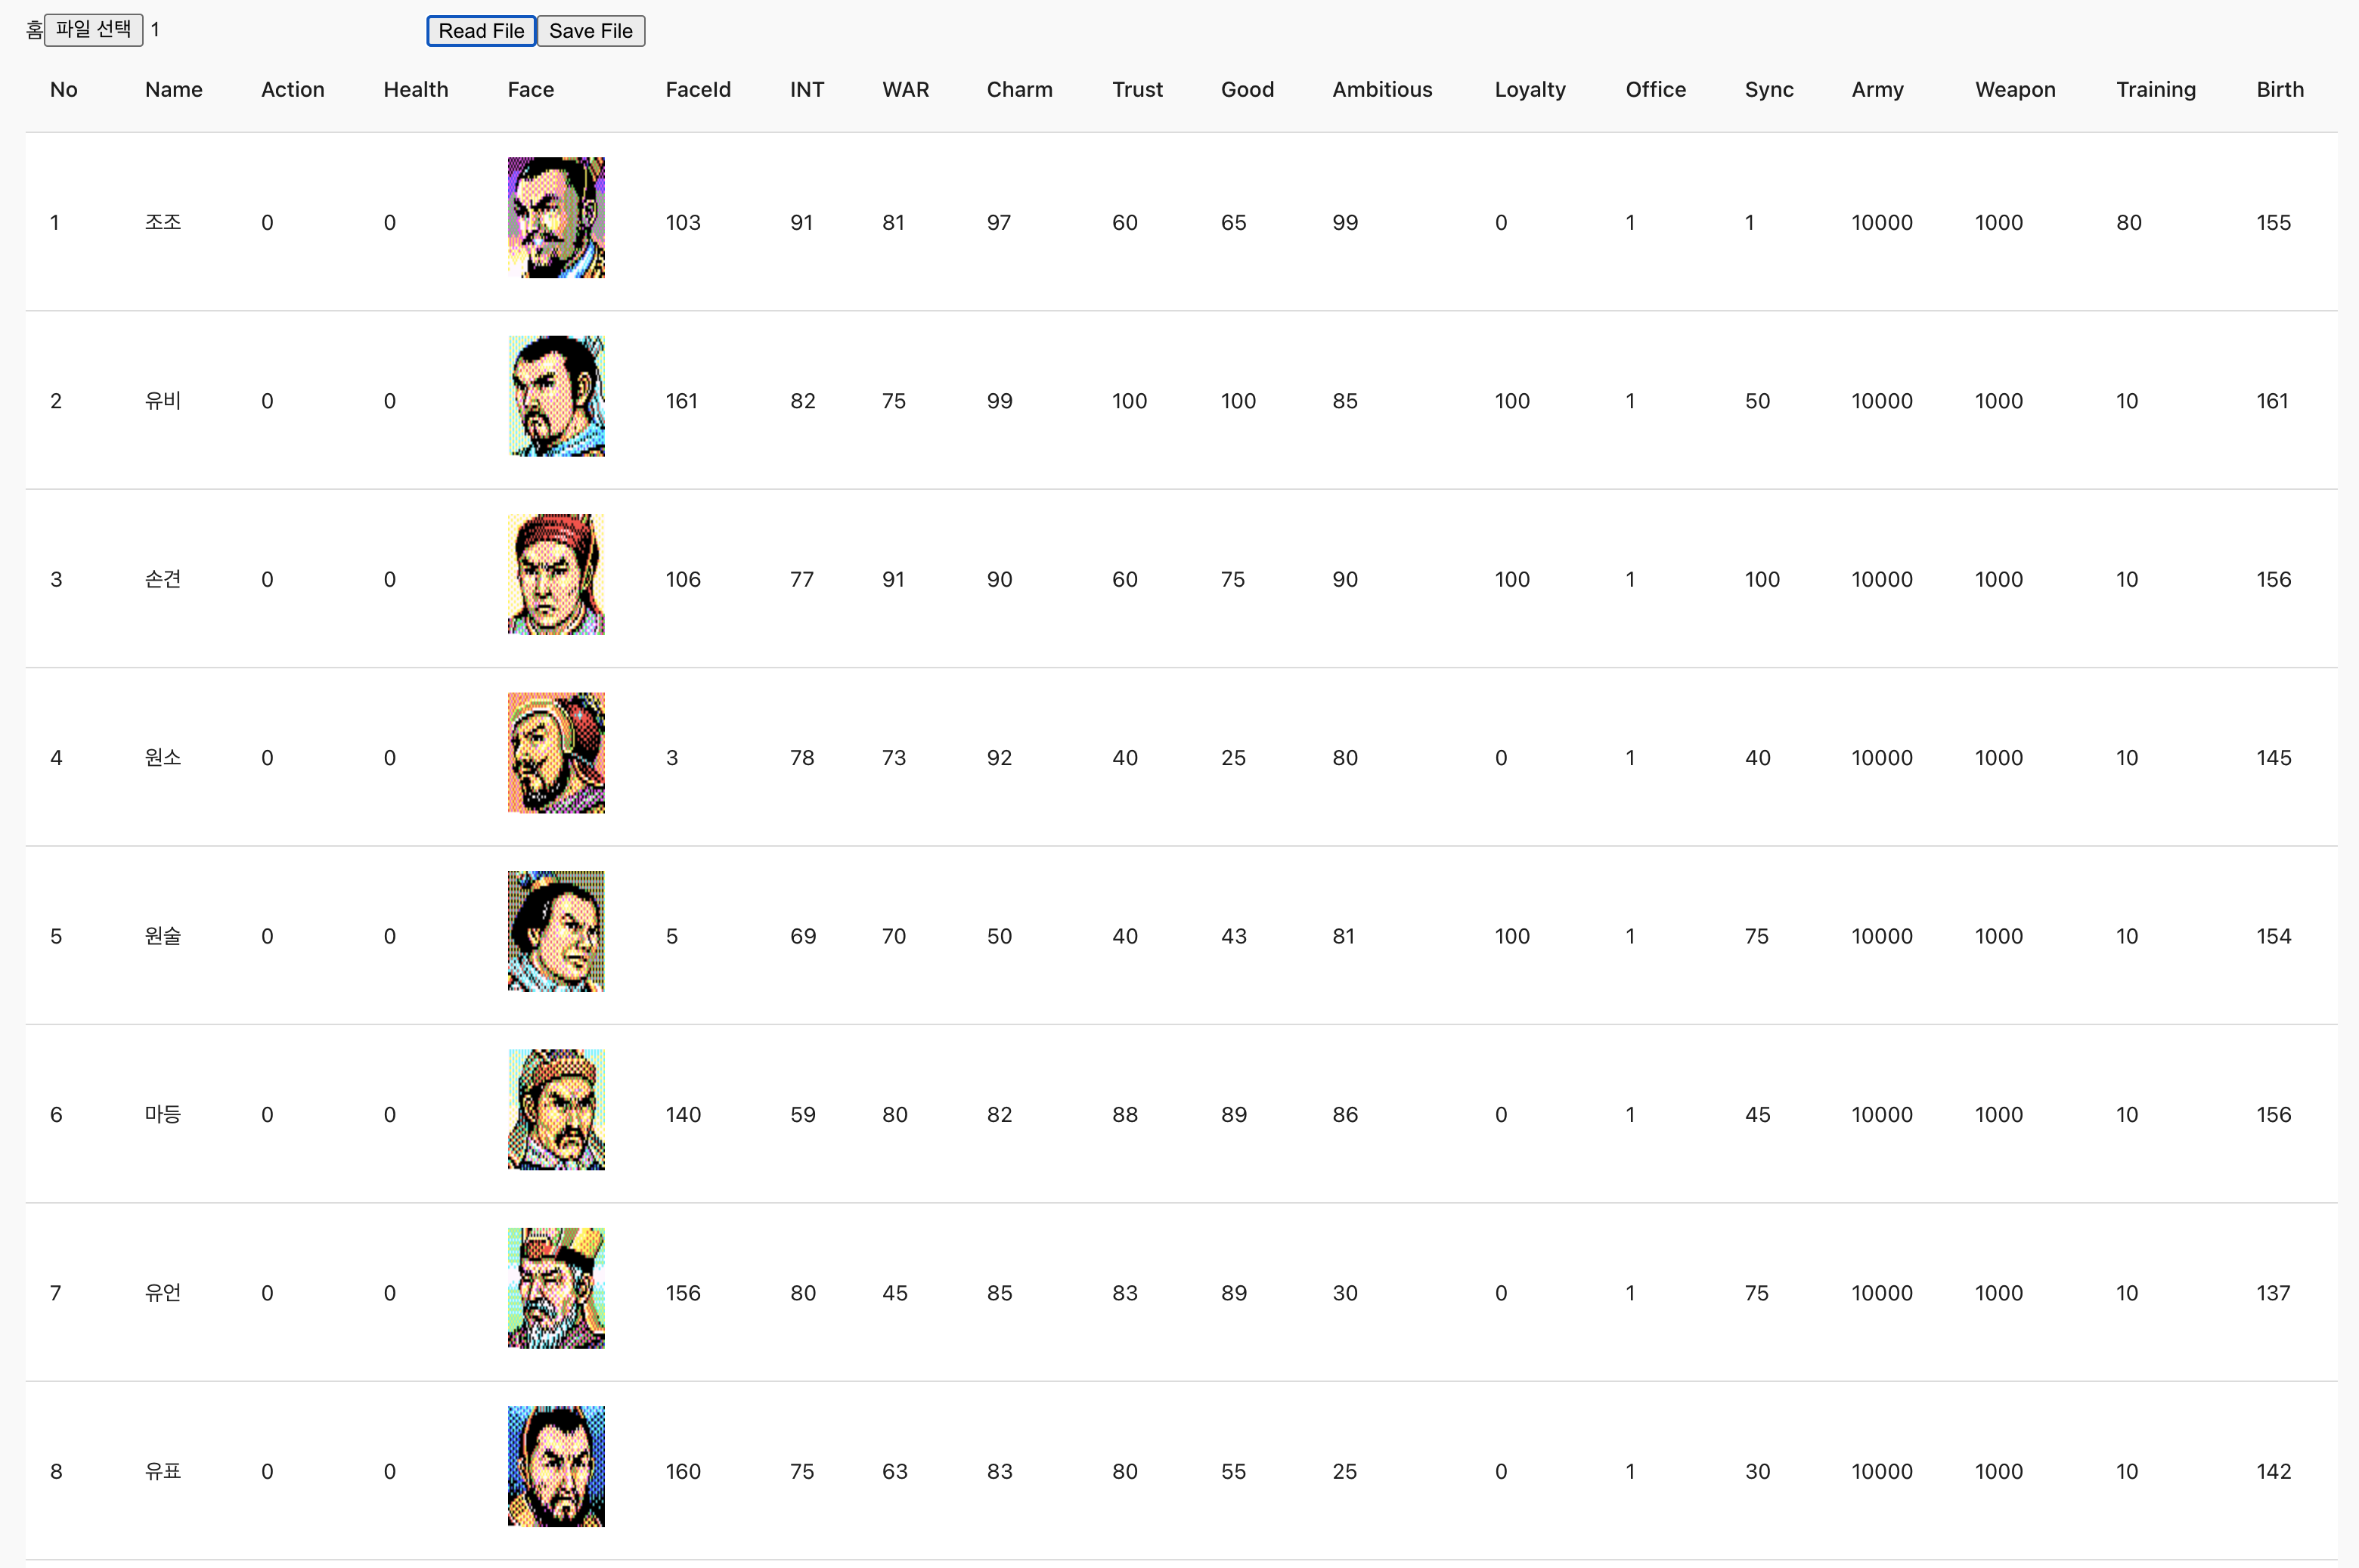 홈 파일 선택 1 Read File Save File
No Name Action Health Face FaceId INT WAR Charm Trust Good Ambitious Loyalty Office Sync Army Weapon Training Birth
1 조조 0 0 103 91 81 97 60 65 99 0 1 1 10000 1000 80 155
2 유비 0 0 161 82 75 99 100 100 85 100 1 50 10000 1000 10 161
3 손견 0 0 106 77 91 90 60 75 90 100 1 100 10000 1000 10 156
4 원소 0 0 3 78 73 92 40 25 80 0 1 40 10000 1000 10 145
5 원술 0 0 5 69 70 50 40 43 81 100 1 75 10000 1000 10 154
6 마등 0 0 140 59 80 82 88 89 86 0 1 45 10000 1000 10 156
7 유언 0 0 156 80 45 85 83 89 30 0 1 75 10000 1000 10 137
8 유표 0 0 160 75 63 83 80 55 25 0 1 30 10000 1000 10 142